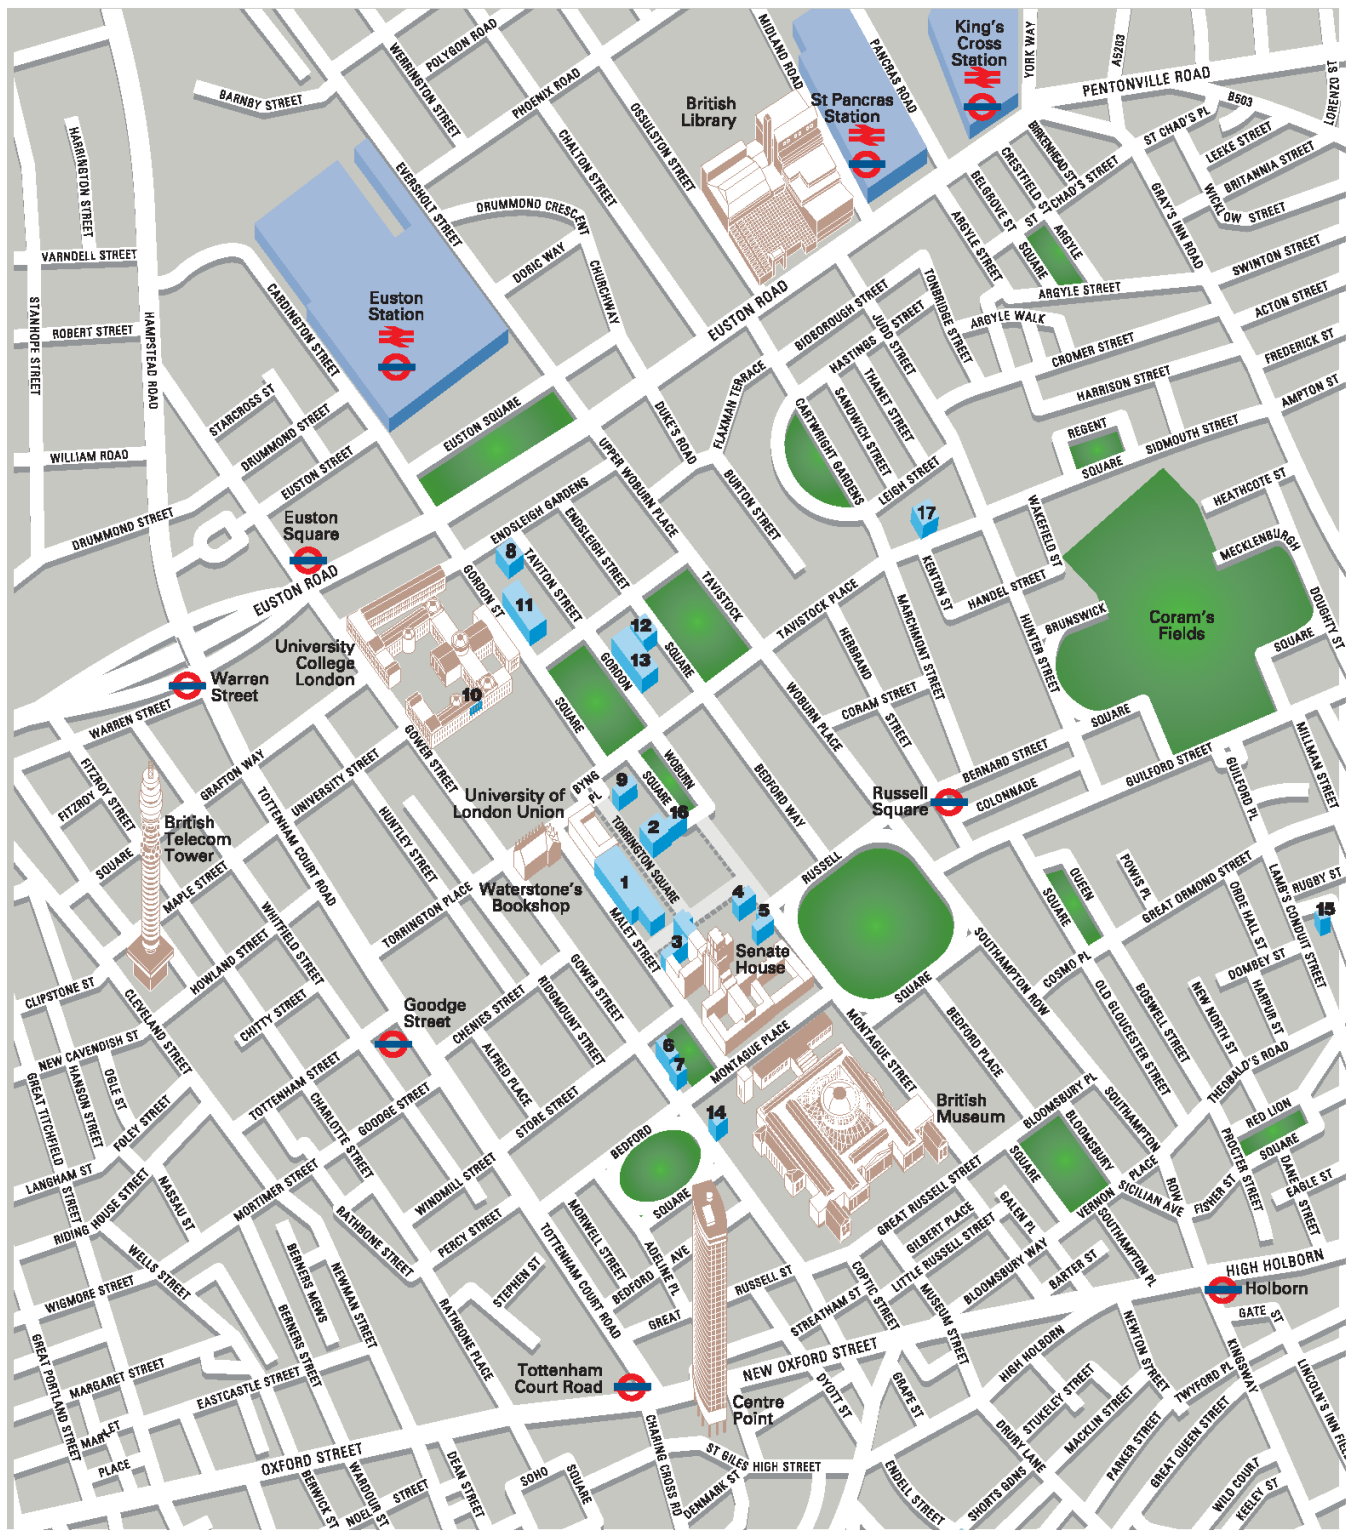 POLYGON ROAD
WERRINGTON STREET
PHOENIX ROAD
BARNBY STREET
MIDLAND ROAD
PANCRAS ROAD
King's
Cross
Station
YORK WAY
A5203
PENTONVILLE ROAD
LORENZO ST
B503
British
Library
St Pancras
Station
OSSULSTON STREET
CHALTON STREET
HARRINGTON STREET
EVERSHOLT STREET
DRUMMOND CRESCENT
DORIC WAY
CHURCHWAY
BIRKENHEAD ST
CRESTFIELD ST
BELGROVE ST
ST CHAD'S STREET
ST CHAD'S PL
LEEKE STREET
BRITANNIA STREET
WICKLOW STREET
GRAY'S INN ROAD
SWINTON STREET
ACTON STREET
FREDERICK ST
AMPTON ST
ARGYLE STREET
ARGYLE
SQUARE
ARGYLE STREET
ARGYLE WALK
VARNDELL STREET
STANHOPE STREET
ROBERT STREET
HAMPSTEAD ROAD
CARDINGTON STREET
Euston
Station
EUSTON ROAD
BIDBOROUGH STREET
TONBRIDGE STREET
JUDD STREET
HASTINGS STREET
THANET STREET
SANDWICH STREET
CARTWRIGHT GARDENS
LEIGH STREET
CROMER STREET
HARRISON STREET
REGENT
SQUARE
SIDMOUTH STREET
HEATHCOTE ST
MECKLENBURGH
SQUARE
DOUGHTY ST
FLAXMAN TERRACE
DUKE'S ROAD
BURTON STREET
UPPER WOBURN PLACE
EUSTON SQUARE
STARCROSS ST
DRUMMOND STREET
EUSTON STREET
WILLIAM ROAD
DRUMMOND STREET
Euston
Square
EUSTON ROAD
ENDSLEIGH GARDENS
ENDSLEIGH STREET
TAVITON STREET
GORDON ST
TAVISTOCK
SQUARE
TAVISTOCK PLACE
8
11
12
13
17
WAKEFIELD ST
KENTON ST
HANDEL STREET
HUNTER STREET
BRUNSWICK
SQUARE
Coram's
Fields
MARCHMONT STREET
HERBRAND
STREET
CORAM STREET
WOBURN PLACE
BERNARD STREET
COLONNADE
GUILFORD STREET
GUILFORD PL
MILLMAN STREET
University
College
London
10
GORDON
SQUARE
Warren
Street
WARREN STREET
FITZROY STREET
FITZROY
SQUARE
GRAFTON WAY
UNIVERSITY STREET
GOWER STREET
HUNTLEY STREET
TOTTENHAM COURT ROAD
British
Telecom
Tower
MAPLE STREET
WHITFIELD STREET
HOWLAND STREET
CLEVELAND STREET
CHITTY STREET
University of
London Union
Waterstone's
Bookshop
TORRINGTON PLACE
BYNG
PL
9
WOBURN
SQUARE
2
16
1
TORRINGTON SQUARE
MALET STREET
3
4
5
Senate
House
BEDFORD WAY
Russell
Square
RUSSELL
SQUARE
SOUTHAMPTON ROW
COSMO PL
QUEEN
SQUARE
POWIS PL
GREAT ORMOND STREET
ORDE HALL ST
LAMB'S CONDUIT STREET
RUGBY ST
15
DOMBEY ST
HARPUR ST
NEW NORTH ST
BOSWELL STREET
OLD GLOUCESTER STREET
THEOBALD'S ROAD
BEDFORD PLACE
MONTAGUE STREET
MONTAGUE PLACE
6
7
14
British
Museum
BLOOMSBURY PL
BLOOMSBURY
SQUARE
SOUTHAMPTON
ROW
VERNON PLACE
SICILIAN AVE
FISHER ST
PROCTER STREET
RED LION
SQUARE
DANE STREET
EAGLE ST
CLIPSTONE ST
NEW CAVENDISH ST
GREAT TITCHFIELD STREET
HANSON STREET
OGLE ST
FOLEY STREET
LANGHAM ST
RIDING HOUSE STREET
NASSAU ST
WELLS STREET
MORTIMER STREET
WIGMORE STREET
GREAT PORTLAND STREET
MARGARET STREET
MARKET
PLACE
EASTCASTLE STREET
BERNERS MEWS
BERNERS STREET
NEWMAN STREET
Goodge
Street
TOTTENHAM STREET
CHARLOTTE STREET
GOODGE STREET
CHENIES STREET
ALFRED PLACE
RIDGMOUNT STREET
GOWER STREET
STORE STREET
WINDMILL STREET
PERCY STREET
RATHBONE STREET
RATHBONE PLACE
STEPHEN ST
TOTTENHAM COURT ROAD
MORWELL STREET
BEDFORD
SQUARE
BEDFORD AVE
ADELINE PL
GREAT RUSSELL ST
GREAT RUSSELL STREET
GILBERT PLACE
LITTLE RUSSELL STREET
GALEN PL
BLOOMSBURY WAY
BARTER ST
SOUTHAMPTON PL
COPTIC STREET
MUSEUM STREET
STREATHAM ST
NEW OXFORD STREET
HIGH HOLBORN
Holborn
GATE ST
KINGSWAY
LINCOLN'S INN FIELDS
HIGH HOLBORN
NEWTON STREET
TWYFORD PL
STUKELEY STREET
MACKLIN STREET
PARKER STREET
GREAT QUEEN STREET
DRURY LANE
SHORTS GDNS
WILD COURT
KEELEY ST
GRAPE ST
DYOTT ST
ENDELL STREET
Tottenham
Court Road
Centre
Point
ST GILES HIGH STREET
DENMARK ST
CHARING CROSS RD
OXFORD STREET
BERWICK ST
WARDOUR ST
NOEL STREET
DEAN STREET
SOHO
SQUARE